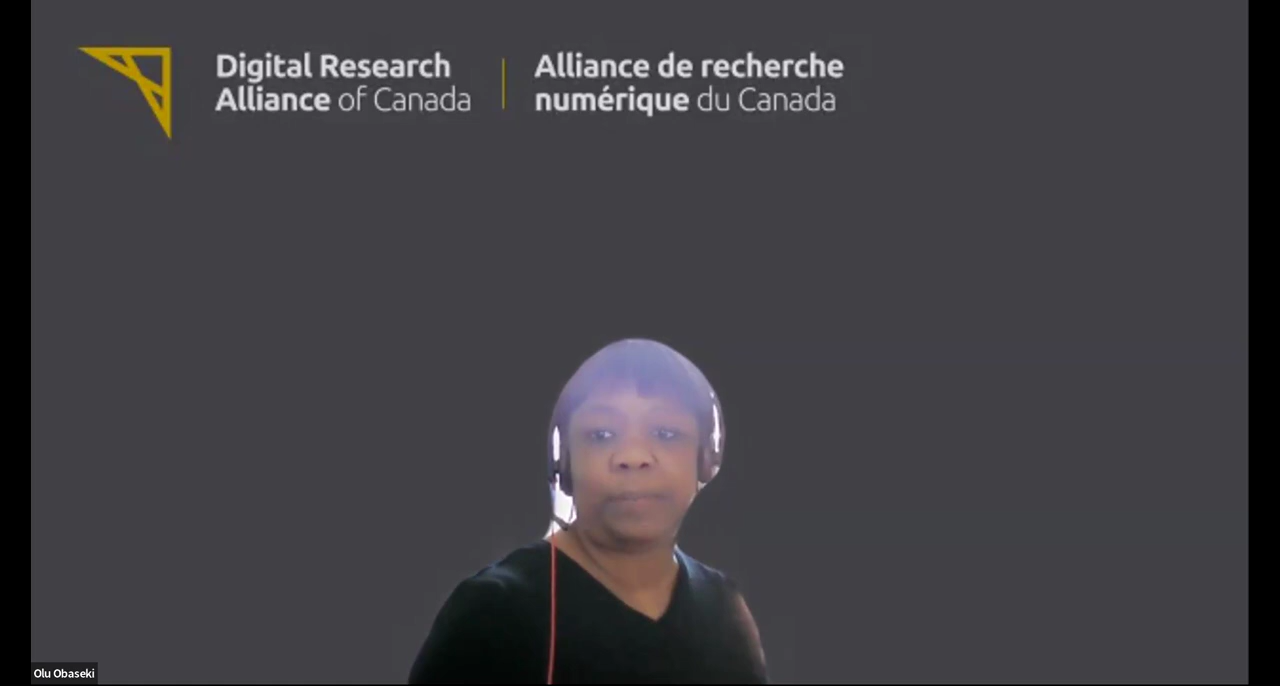 Digital Research
Alliance of Canada
Alliance de recherche
numérique du Canada
Olu Obaseki